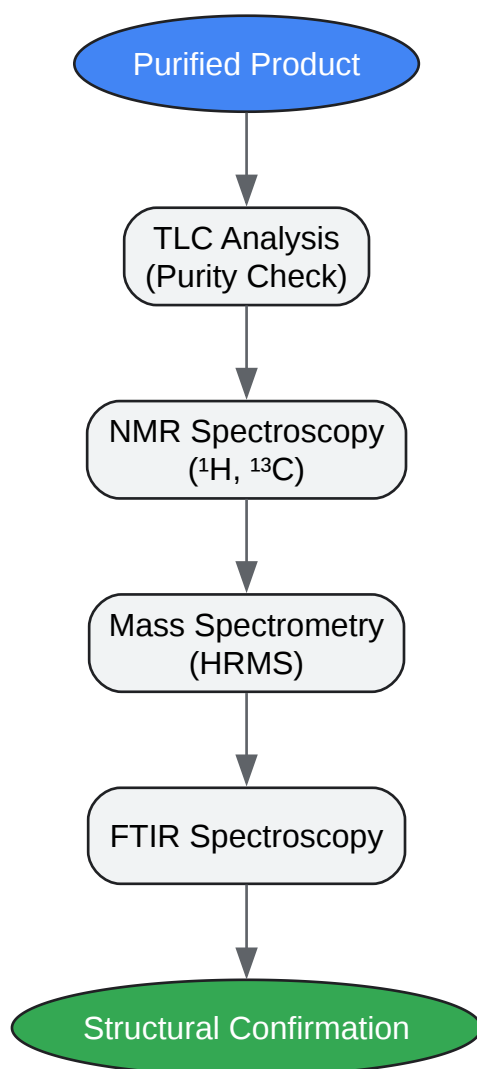 Purified Product
TLC Analysis
(Purity Check)
NMR Spectroscopy
(¹H, ¹³C)
Mass Spectrometry
(HRMS)
FTIR Spectroscopy
Structural Confirmation